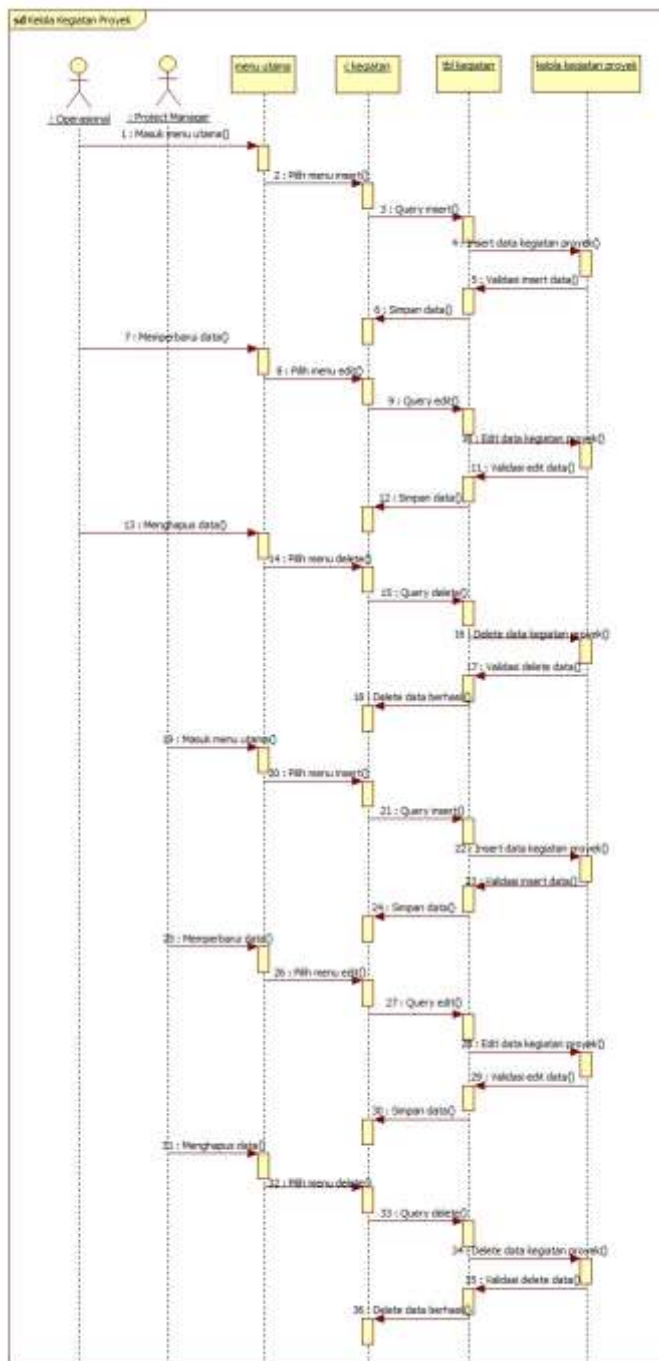 sd Kelola Kegiatan Proyek
menu utama
c kegiatan
tbl kegiatan
kelola kegiatan proyek
: Operasional
: Project Manager
1 : Masuk menu utama()
2 : Pilih menu insert()
3 : Query insert()
4 : Insert data kegiatan proyek()
5 : Validasi insert data()
6 : Simpan data()
7 : Memperbarui data()
8 : Pilih menu edit()
9 : Query edit()
10 : Edit data kegiatan proyek()
11 : Validasi edit data()
12 : Simpan data()
13 : Menghapus data()
14 : Pilih menu delete()
15 : Query delete()
16 : Delete data kegiatan proyek()
17 : Validasi delete data()
18 : Delete data berhasil
19 : Masuk menu utama()
20 : Pilih menu insert()
21 : Query insert()
22 : Insert data kegiatan proyek()
23 : Validasi insert data()
24 : Simpan data()
25 : Memperbarui data()
26 : Pilih menu edit()
27 : Query edit()
28 : Edit data kegiatan proyek()
29 : Validasi edit data()
30 : Simpan data()
31 : Menghapus data()
32 : Pilih menu delete()
33 : Query delete()
34 : Delete data kegiatan proyek()
35 : Validasi delete data()
36 : Delete data berhasil